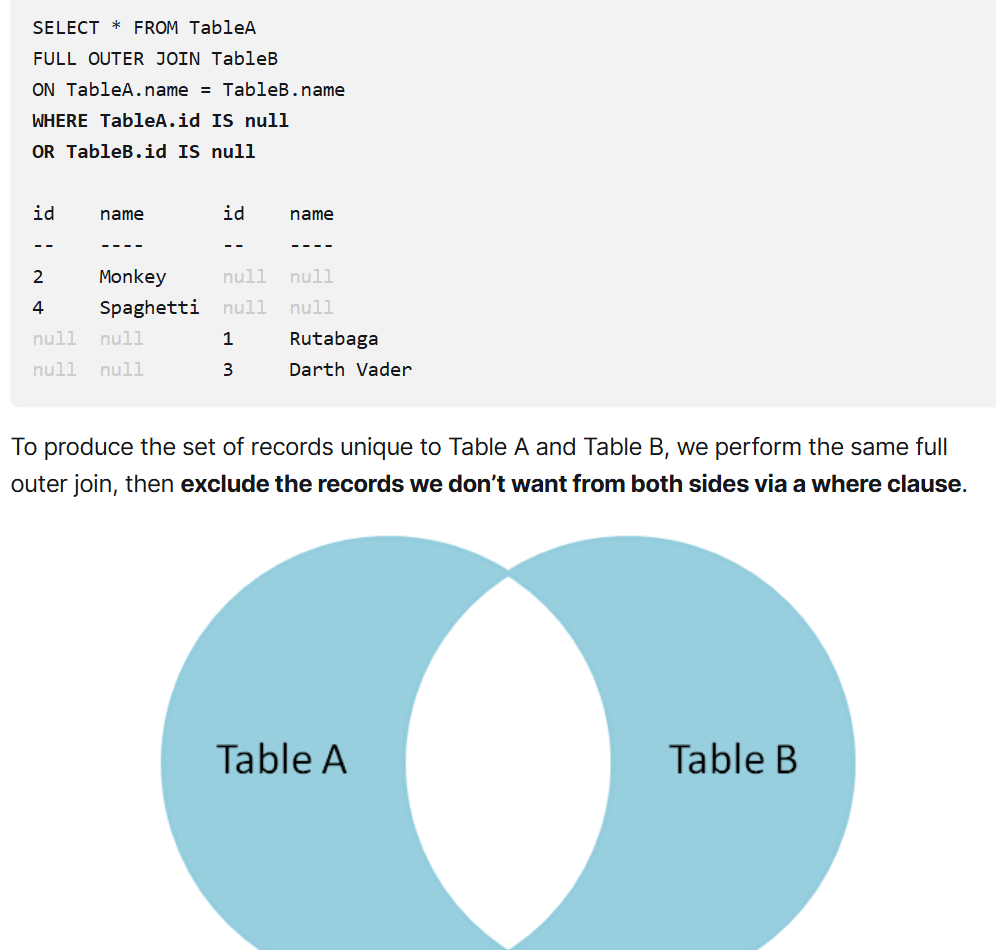 SELECT * FROM TableA
FULL OUTER JOIN TableB
ON TableA.name = TableB.name
WHERE TableA.id IS null
OR TableB.id IS null
id name id name
-- ---- -- ----
2 Monkey null null
4 Spaghetti null null
null null 1 Rutabaga
null null 3 Darth Vader
To produce the set of records unique to Table A and Table B, we perform the same full
outer join, then exclude the records we don’t want from both sides via a where clause.
Table A Table B